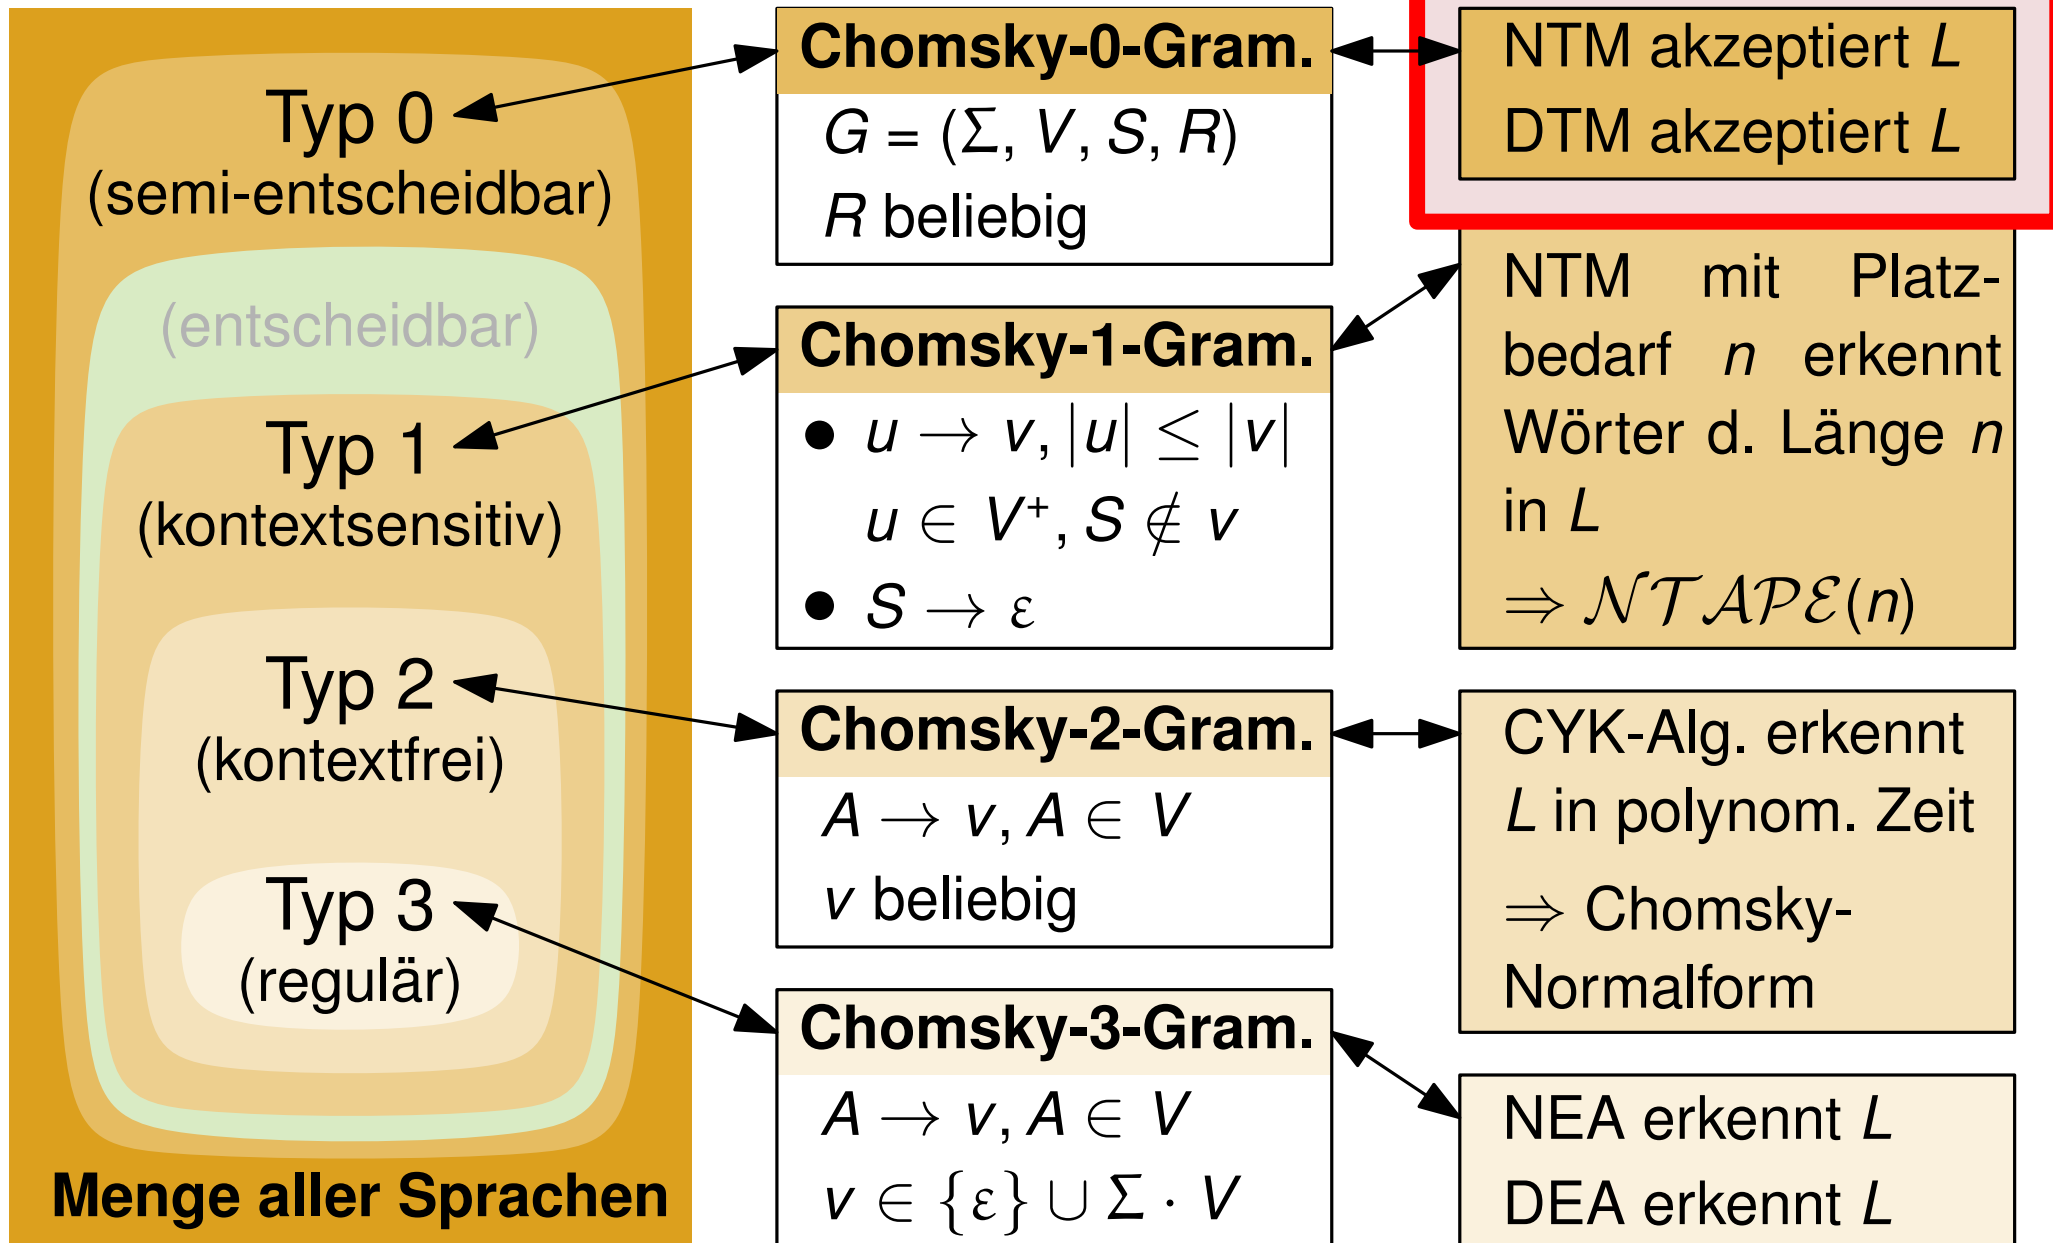 Typ 0
(semi-entscheidbar)
(entscheidbar)
Typ 1
(kontextsensitiv)
Typ 2
(kontextfrei)
Typ 3
(regulär)
Menge aller Sprachen
Chomsky-0-Gram.
G = (Σ, V, S, R)
R beliebig
Chomsky-1-Gram.
• u → v, |u| ≤ |v|
u ∈ V⁺, S ∉ v
• S → ε
Chomsky-2-Gram.
A → v, A ∈ V
v beliebig
Chomsky-3-Gram.
A → v, A ∈ V
v ∈ {ε} ∪ Σ · V
NTM akzeptiert L
DTM akzeptiert L
NTM mit Platz-
bedarf n erkennt
Wörter d. Länge n
in L
⇒ 𝒩𝒯𝒜𝒫ℰ(n)
CYK-Alg. erkennt
L in polynom. Zeit
⇒ Chomsky-
Normalform
NEA erkennt L
DEA erkennt L